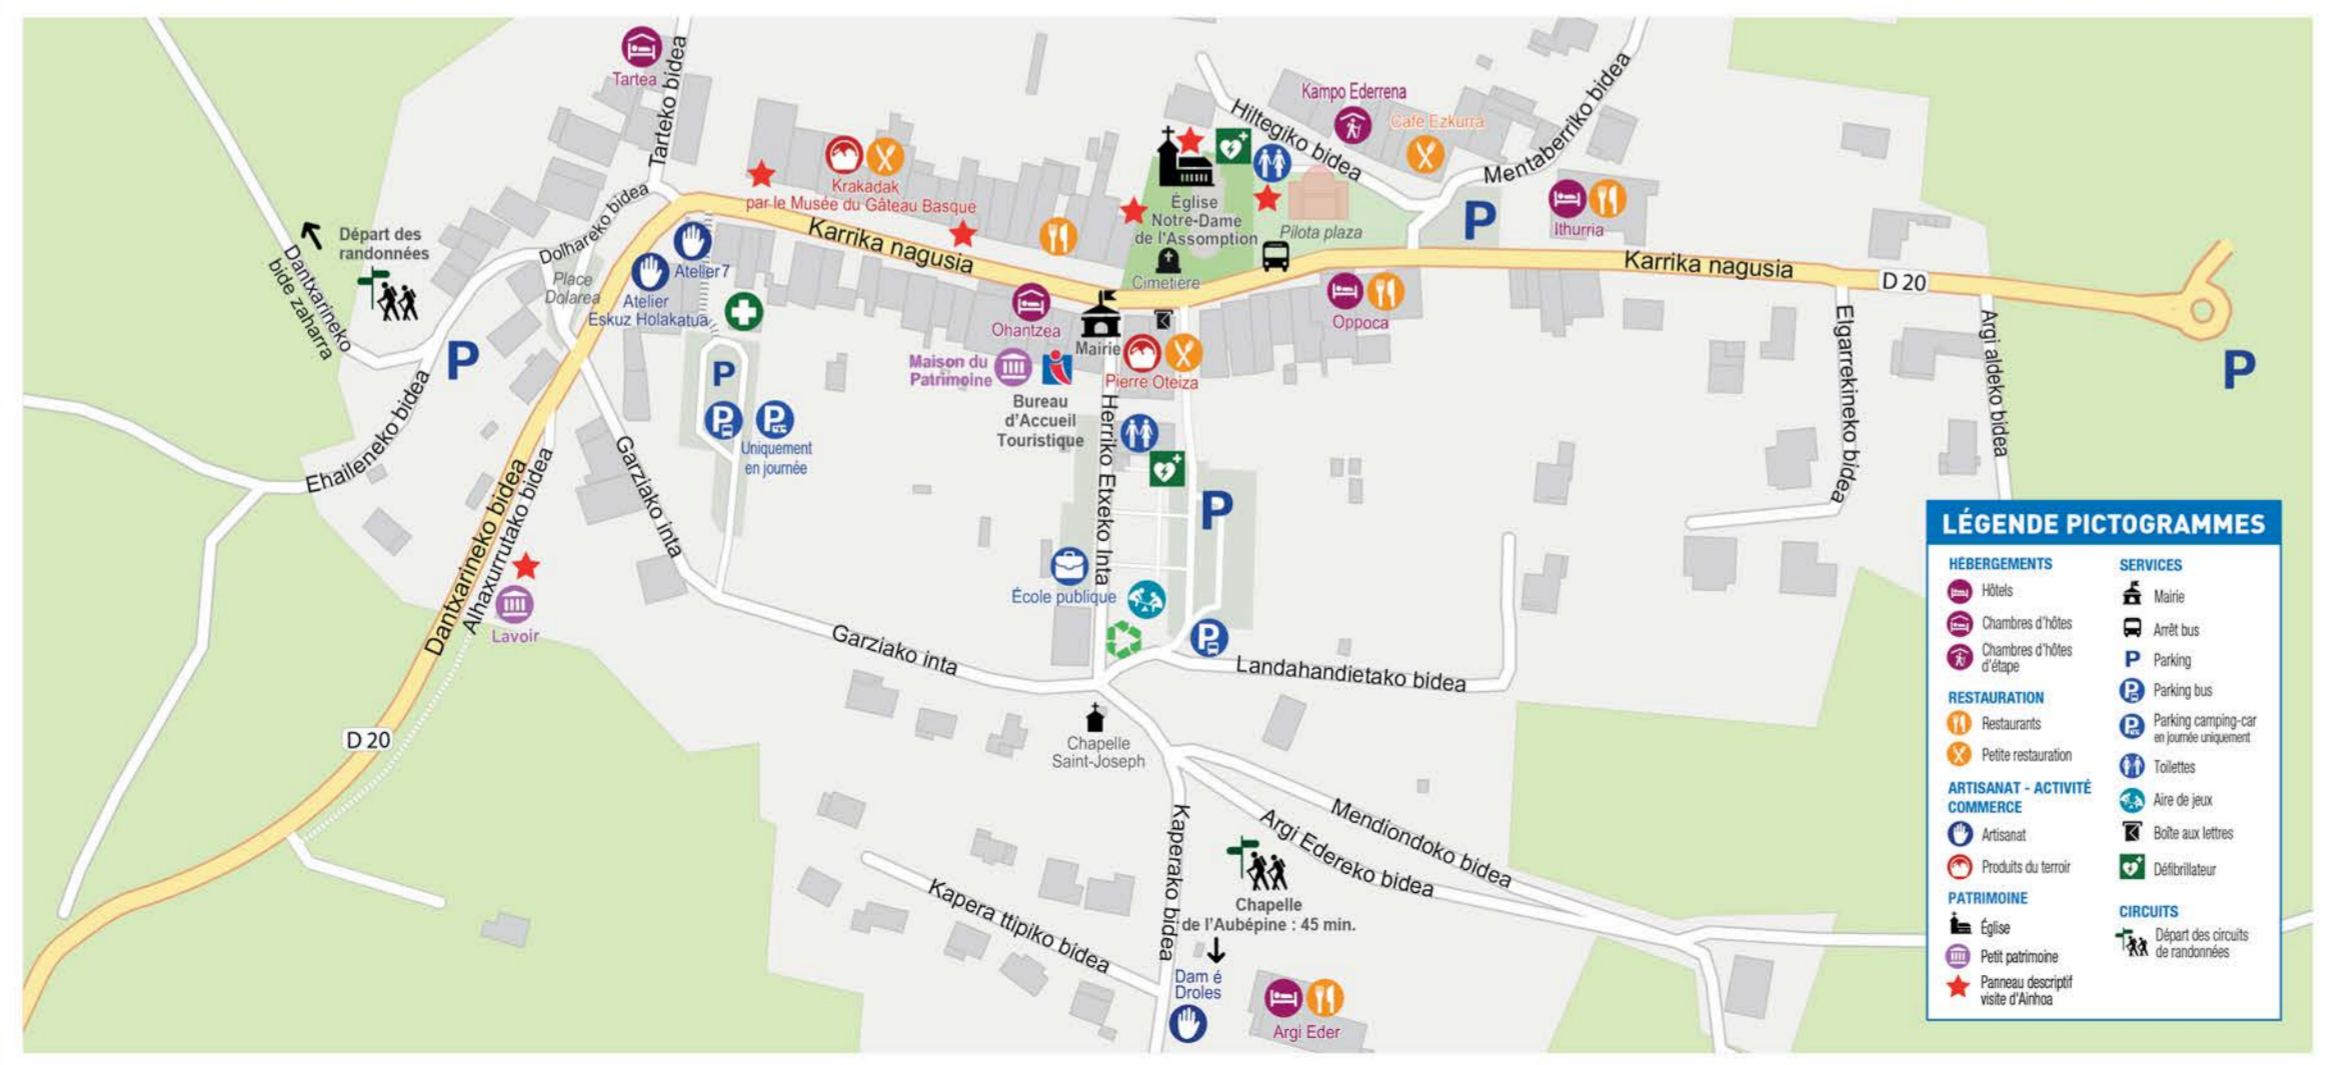 Tartea
Tarteko bidea
Krakadak
par le Musée du Gâteau Basque
Karrika nagusia
Hiltegiko bidea
Kampo Ederrena
Café Ezkurra
Mentaberriko bidea
P
Ithurria
Église
Notre-Dame
de l'Assomption
Cimetière
Pilota plaza
Karrika nagusia
D 20
Oppoca
Elgarrekineko bidea
Argi aldeko bidea
P
Départ des
randonnées
Dantxarineko
bide zaharra
Dolhareko bidea
Place
Dolarea
P
Ehaileneko bidea
Atelier7
Atelier
Eskuz Holakatua
P
P
P
Uniquement
en journée
Ohantzea
Mairie
Maison du
Patrimoine
Bureau
d'Accueil
Touristique
Pierre Oteiza
Herriko Etxeko Inta
P
École publique
P
Garziako inta
Garziako inta
Landahandietako bidea
Dantxarineko bidea
Alhaxurrutako bidea
Lavoir
D 20
Chapelle
Saint-Joseph
Kaperako bidea
Mendiondoko bidea
Argi Edereko bidea
Kapera ttipiko bidea
Chapelle
de l'Aubépine : 45 min.
Dam é
Droles
Argi Eder
LÉGENDE PICTOGRAMMES
HÉBERGEMENTS
Hôtels
Chambres d'hôtes
Chambres d'hôtes
d'étape
RESTAURATION
Restaurants
Petite restauration
ARTISANAT - ACTIVITÉ
COMMERCE
Artisanat
Produits du terroir
PATRIMOINE
Église
Petit patrimoine
Panneau descriptif
visite d'Ainhoa
SERVICES
Mairie
Arrêt bus
P Parking
P Parking bus
P Parking camping-car
en journée uniquement
Toilettes
Aire de jeux
Boîte aux lettres
Défibrillateur
CIRCUITS
Départ des circuits
de randonnées